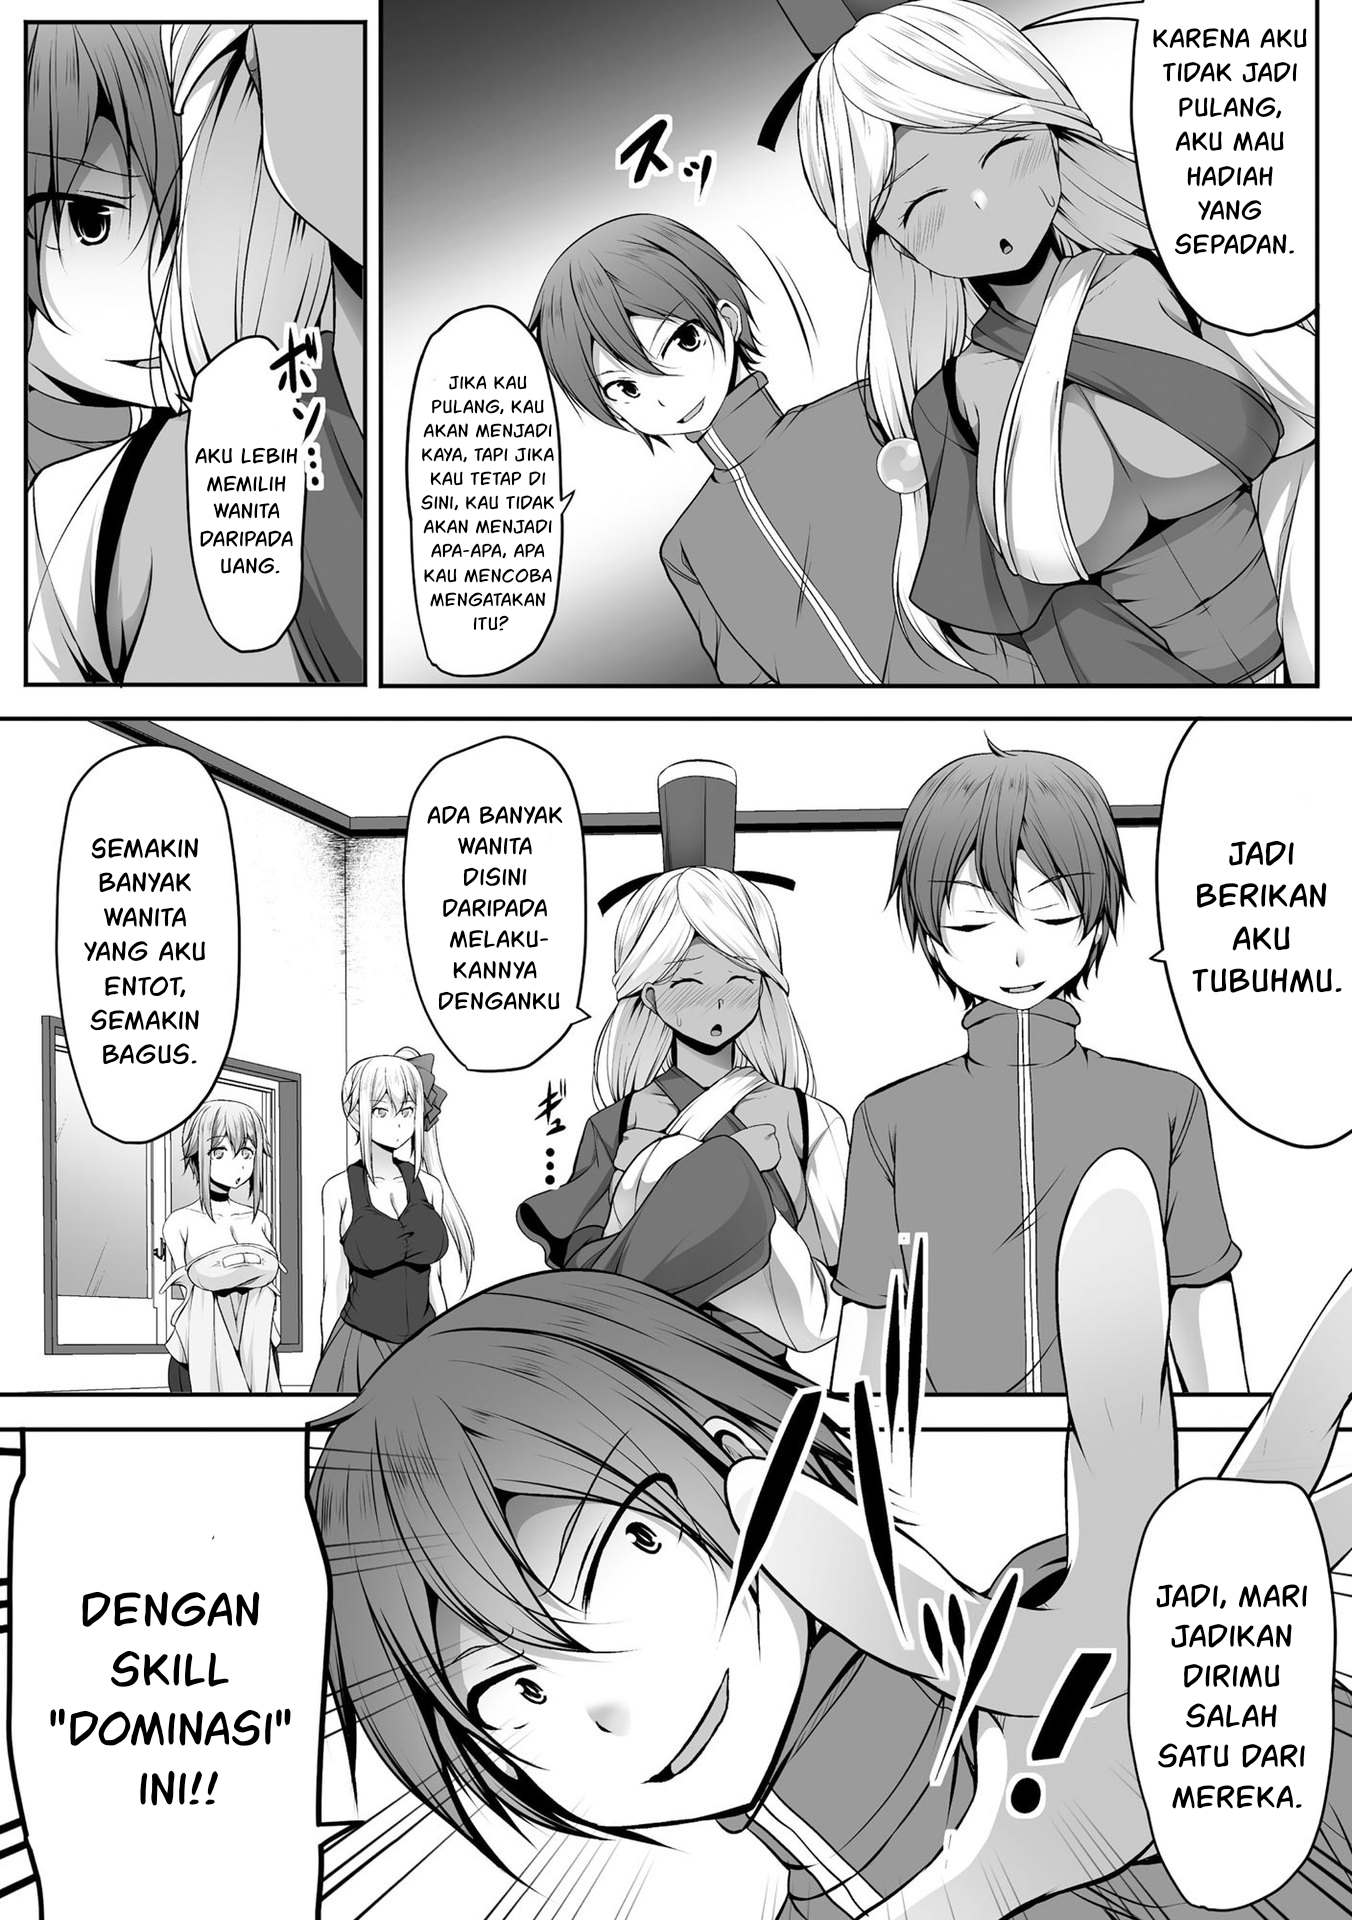 KARENA AKU
TIDAK JADI
PULANG,
AKU MAU
HADIAH
YANG
SEPADAN.
スッ
JIKA KAU
PULANG, KAU
AKAN MENJADI
KAYA, TAPI JIKA
KAU TETAP DI
SINI, KAU TIDAK
AKAN MENJADI
APA-APA, APA
KAU MENCOBA
MENGATAKAN
ITU?
ボソッ…
AKU LEBIH
MEMILIH
WANITA
DARIPADA
UANG.
JADI
BERIKAN
AKU
TUBUHMU.
ADA BANYAK
WANITA
DISINI
DARIPADA
MELAKU-
KANNYA
DENGANKU
ギュ…
SEMAKIN
BANYAK
WANITA
YANG AKU
ENTOT,
SEMAKIN
BAGUS.
JADI, MARI
JADIKAN
DIRIMU
SALAH
SATU DARI
MEREKA.
DENGAN
SKILL
"DOMINASI"
INI!!